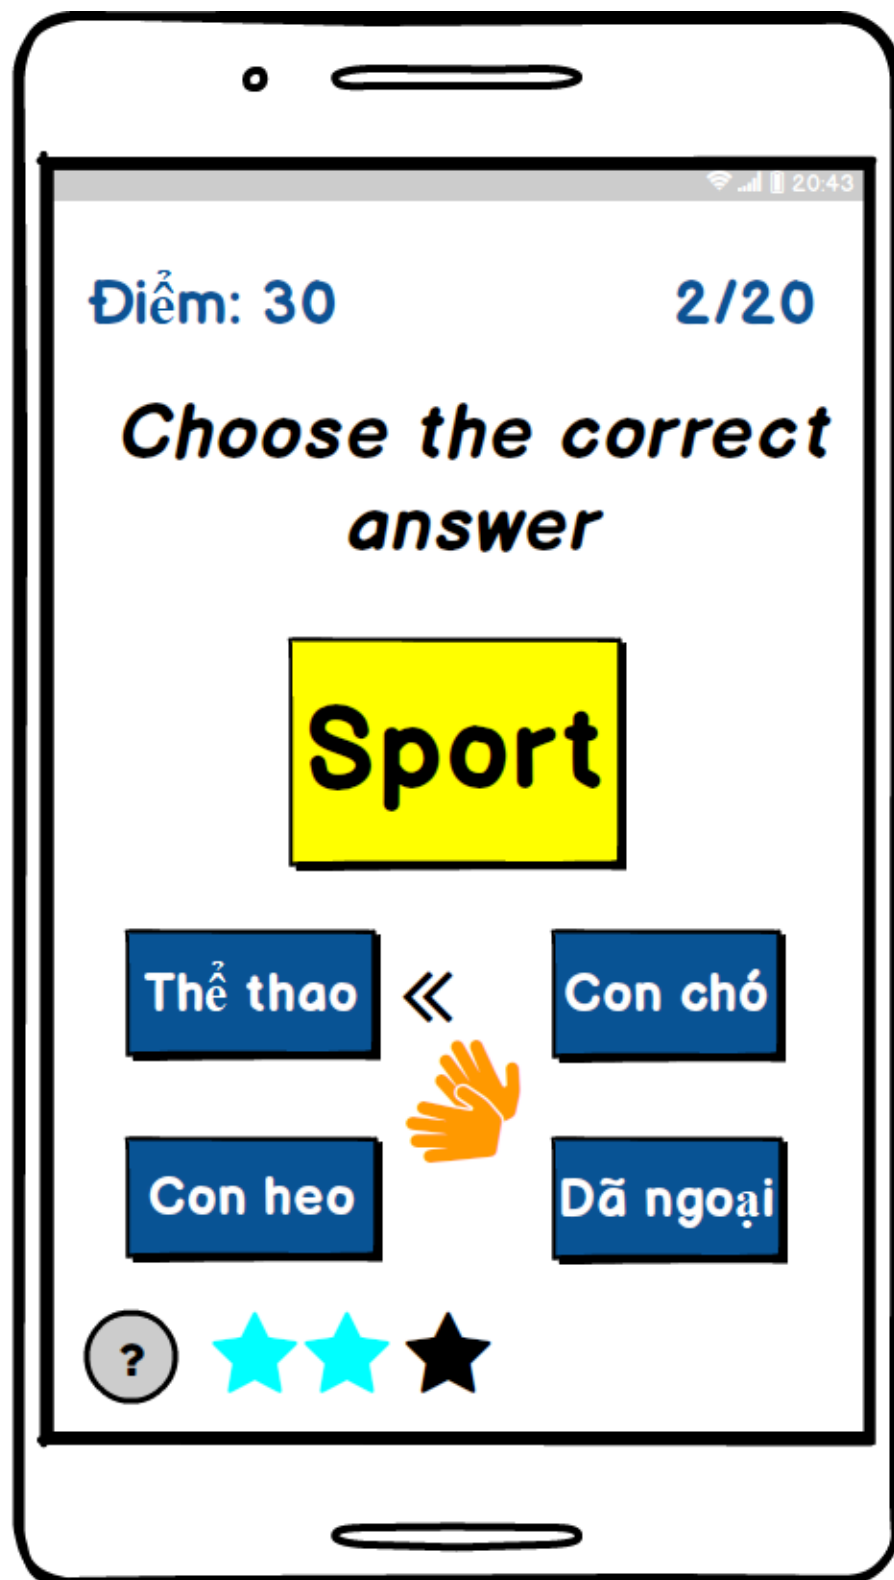 20:43
Điểm: 30 2/20
Choose the correct
answer
Sport
Thể thao Con chó
Con heo Dã ngoại
?